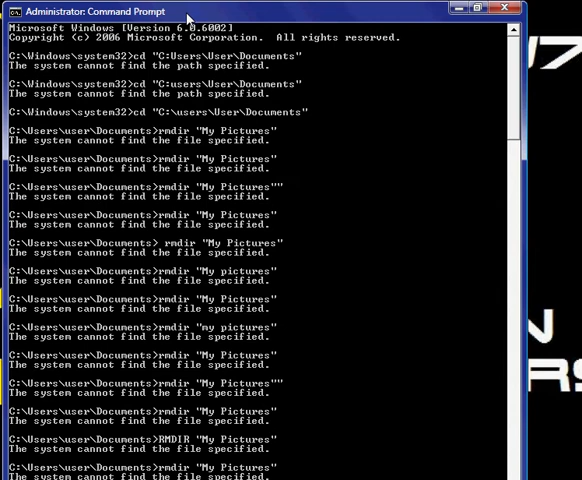 Administrator: Command Prompt
Microsoft Windows [Version 6.0.6002]
Copyright (c) 2006 Microsoft Corporation.  All rights reserved.
C:\Windows\system32>cd "C:Users\User\Documents"
The system cannot find the path specified.
C:\Windows\system32>cd "C:users\User\Documents"
The system cannot find the path specified.
C:\Windows\system32>cd "C:\users\User\Documents"
C:\Users\user\Documents>rmdir "My Pictures"
The system cannot find the file specified.
C:\Users\user\Documents>rmdir "My Pictures"
The system cannot find the file specified.
C:\Users\user\Documents>rmdir "My Pictures""
The system cannot find the file specified.
C:\Users\user\Documents>rmdir "My Pictures"
The system cannot find the file specified.
C:\Users\user\Documents> rmdir "My Pictures"
The system cannot find the file specified.
C:\Users\user\Documents>rmdir "My pictures"
The system cannot find the file specified.
C:\Users\user\Documents>rmdir "My Pictures"
The system cannot find the file specified.
C:\Users\user\Documents>rmdir "my pictures"
The system cannot find the file specified.
C:\Users\user\Documents>rmdir "My Pictures"
The system cannot find the file specified.
C:\Users\user\Documents>rmdir "My Pictures""
The system cannot find the file specified.
C:\Users\user\Documents>rmdir "My Pictures"
The system cannot find the file specified.
C:\Users\user\Documents>RMDIR "My Pictures"
The system cannot find the file specified.
C:\Users\user\Documents>rmdir "My Pictures"
The system cannot find the file specified.